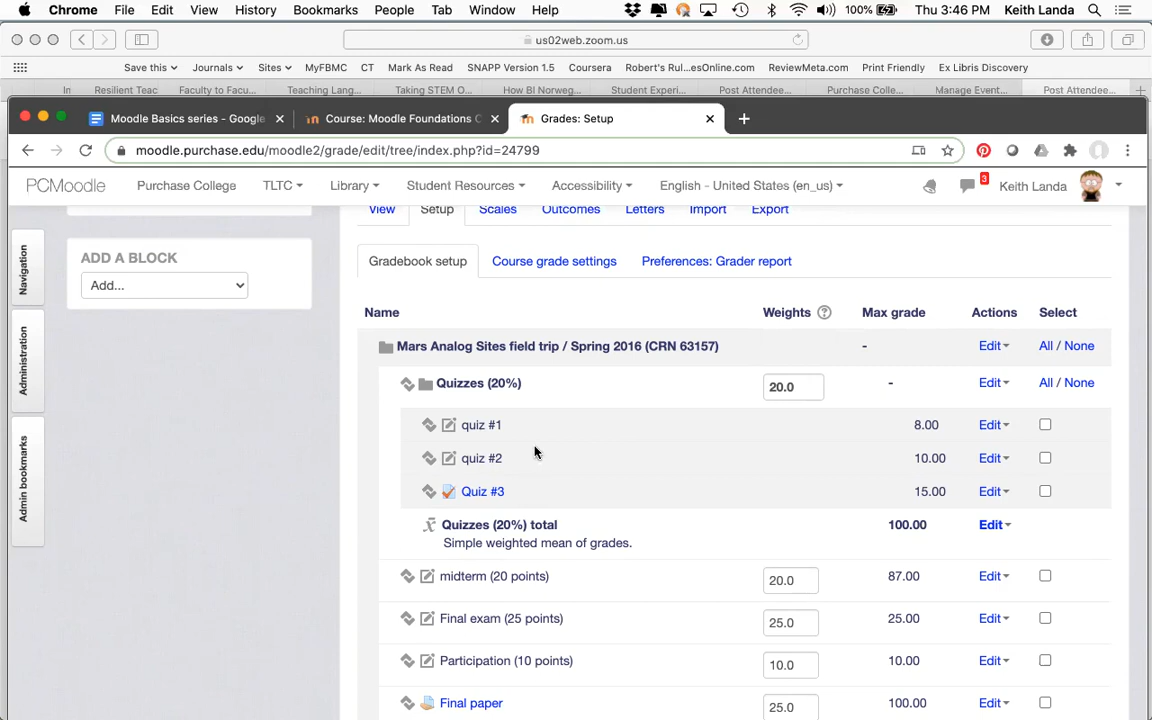 Chrome File Edit View History Bookmarks People Tab Window Help 100% Thu 3:46 PM Keith Landa
us02web.zoom.us
Save this Journals Sites MyFBMC CT Mark As Read SNAPP Version 1.5 Coursera Robert's Rul...esOnline.com ReviewMeta.com Print Friendly Ex Libris Discovery
In Resilient Teac Faculty to Facu... Teaching Lang... Taking STEM O... How BI Norweg... Student Experi... Post Attendee... Purchase Colle... Manage Event... Post Attendee...
Moodle Basics series - Google Course: Moodle Foundations C Grades: Setup
moodle.purchase.edu/moodle2/grade/edit/tree/index.php?id=24799
PCMoodle Purchase College TLTC Library Student Resources Accessibility English - United States (en_us) 3 Keith Landa
View Setup Scales Outcomes Letters Import Export
Navigation
Administration
Admin bookmarks
ADD A BLOCK
Add...
Gradebook setup Course grade settings Preferences: Grader report
Name Weights ? Max grade Actions Select
Mars Analog Sites field trip / Spring 2016 (CRN 63157) - Edit All / None
Quizzes (20%) 20.0 - Edit All / None
quiz #1 8.00 Edit
quiz #2 10.00 Edit
Quiz #3 15.00 Edit
Quizzes (20%) total 100.00 Edit
Simple weighted mean of grades.
midterm (20 points) 20.0 87.00 Edit
Final exam (25 points) 25.0 25.00 Edit
Participation (10 points) 10.0 10.00 Edit
Final paper 25.0 100.00 Edit